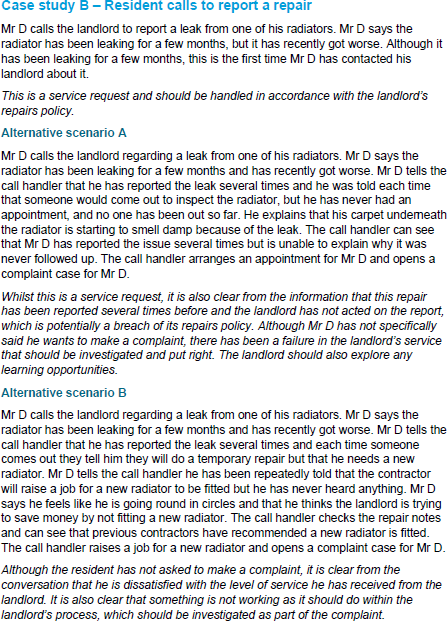 Case study B – Resident calls to report a repair
Mr D calls the landlord to report a leak from one of his radiators. Mr D says the
radiator has been leaking for a few months, but it has recently got worse. Although it
has been leaking for a few months, this is the first time Mr D has contacted his
landlord about it.
This is a service request and should be handled in accordance with the landlord's
repairs policy.
Alternative scenario A
Mr D calls the landlord regarding a leak from one of his radiators. Mr D says the
radiator has been leaking for a few months and has recently got worse. Mr D tells the
call handler that he has reported the leak several times and he was told each time
that someone would come out to inspect the radiator, but he has never had an
appointment, and no one has been out so far. He explains that his carpet underneath
the radiator is starting to smell damp because of the leak. The call handler can see
that Mr D has reported the issue several times but is unable to explain why it was
never followed up. The call handler arranges an appointment for Mr D and opens a
complaint case for Mr D.
Whilst this is a service request, it is also clear from the information that this repair
has been reported several times before and the landlord has not acted on the report,
which is potentially a breach of its repairs policy. Although Mr D has not specifically
said he wants to make a complaint, there has been a failure in the landlord's service
that should be investigated and put right. The landlord should also explore any
learning opportunities.
Alternative scenario B
Mr D calls the landlord regarding a leak from one of his radiators. Mr D says the
radiator has been leaking for a few months and has recently got worse. Mr D tells the
call handler that he has reported the leak several times and each time someone
comes out they tell him they will do a temporary repair but that he needs a new
radiator. Mr D tells the call handler he has been repeatedly told that the contractor
will raise a job for a new radiator to be fitted but he has never heard anything. Mr D
says he feels like he is going round in circles and that he thinks the landlord is trying
to save money by not fitting a new radiator. The call handler checks the repair notes
and can see that previous contractors have recommended a new radiator is fitted.
The call handler raises a job for a new radiator and opens a complaint case for Mr D.
Although the resident has not asked to make a complaint, it is clear from the
conversation that he is dissatisfied with the level of service he has received from the
landlord. It is also clear that something is not working as it should do within the
landlord's process, which should be investigated as part of the complaint.